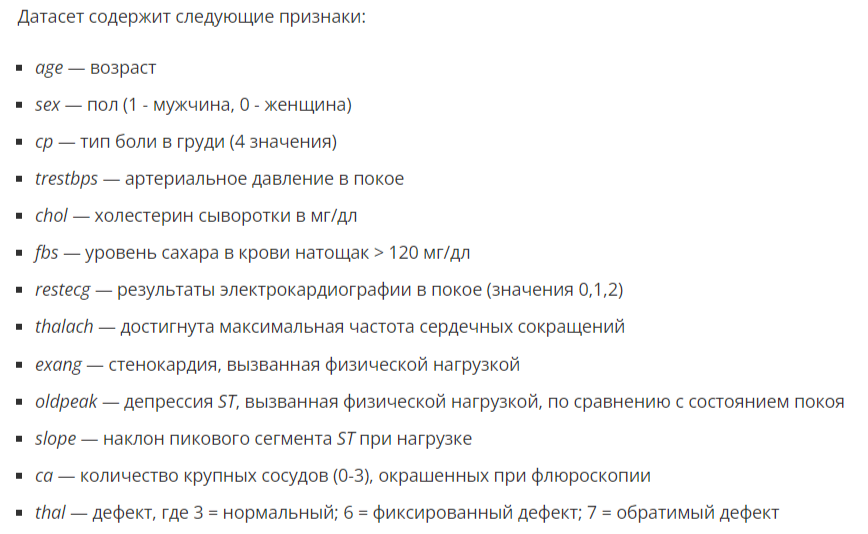 Датасет содержит следующие признаки:
▪ age — возраст
▪ sex — пол (1 - мужчина, 0 - женщина)
▪ cp — тип боли в груди (4 значения)
▪ trestbps — артериальное давление в покое
▪ chol — холестерин сыворотки в мг/дл
▪ fbs — уровень сахара в крови натощак > 120 мг/дл
▪ restecg — результаты электрокардиографии в покое (значения 0,1,2)
▪ thalach — достигнута максимальная частота сердечных сокращений
▪ exang — стенокардия, вызванная физической нагрузкой
▪ oldpeak — депрессия ST, вызванная физической нагрузкой, по сравнению с состоянием покоя
▪ slope — наклон пикового сегмента ST при нагрузке
▪ ca — количество крупных сосудов (0-3), окрашенных при флюроскопии
▪ thal — дефект, где 3 = нормальный; 6 = фиксированный дефект; 7 = обратимый дефект